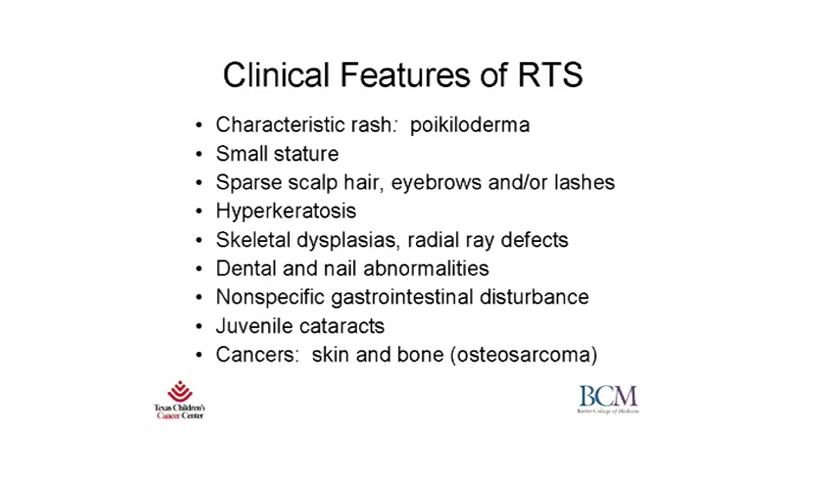 Clinical Features of RTS
• Characteristic rash: poikiloderma
• Small stature
• Sparse scalp hair, eyebrows and/or lashes
• Hyperkeratosis
• Skeletal dysplasias, radial ray defects
• Dental and nail abnormalities
• Nonspecific gastrointestinal disturbance
• Juvenile cataracts
• Cancers: skin and bone (osteosarcoma)
Texas Children's
Cancer Center
BCM
Baylor College of Medicine